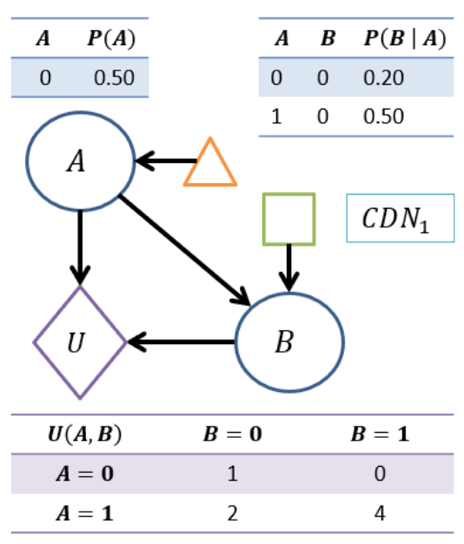 A P(A)
0 0.50
A B P(B | A)
0 0 0.20
1 0 0.50
A
CDN₁
U
B
U(A, B) B = 0 B = 1
A = 0 1 0
A = 1 2 4